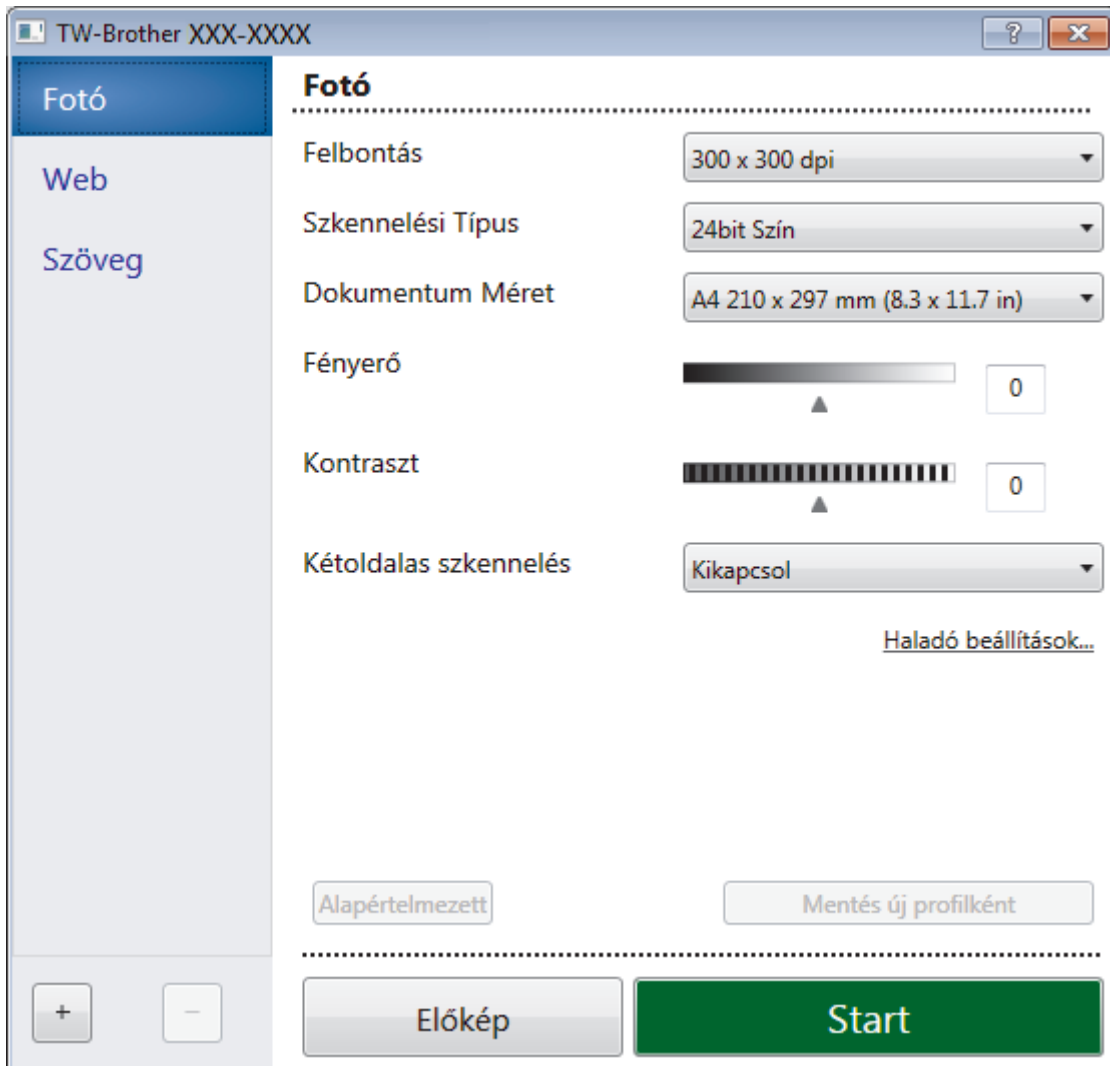 TW-Brother XXX-XXXX
?
Fotó
Web
Szöveg
Fotó
Felbontás
300 x 300 dpi
Szkennelési Típus
24bit Szín
Dokumentum Méret
A4 210 x 297 mm (8.3 x 11.7 in)
Fényerő
0
Kontraszt
0
Kétoldalas szkennelés
Kikapcsol
Haladó beállítások...
Alapértelmezett
Mentés új profilként
+
−
Előkép
Start